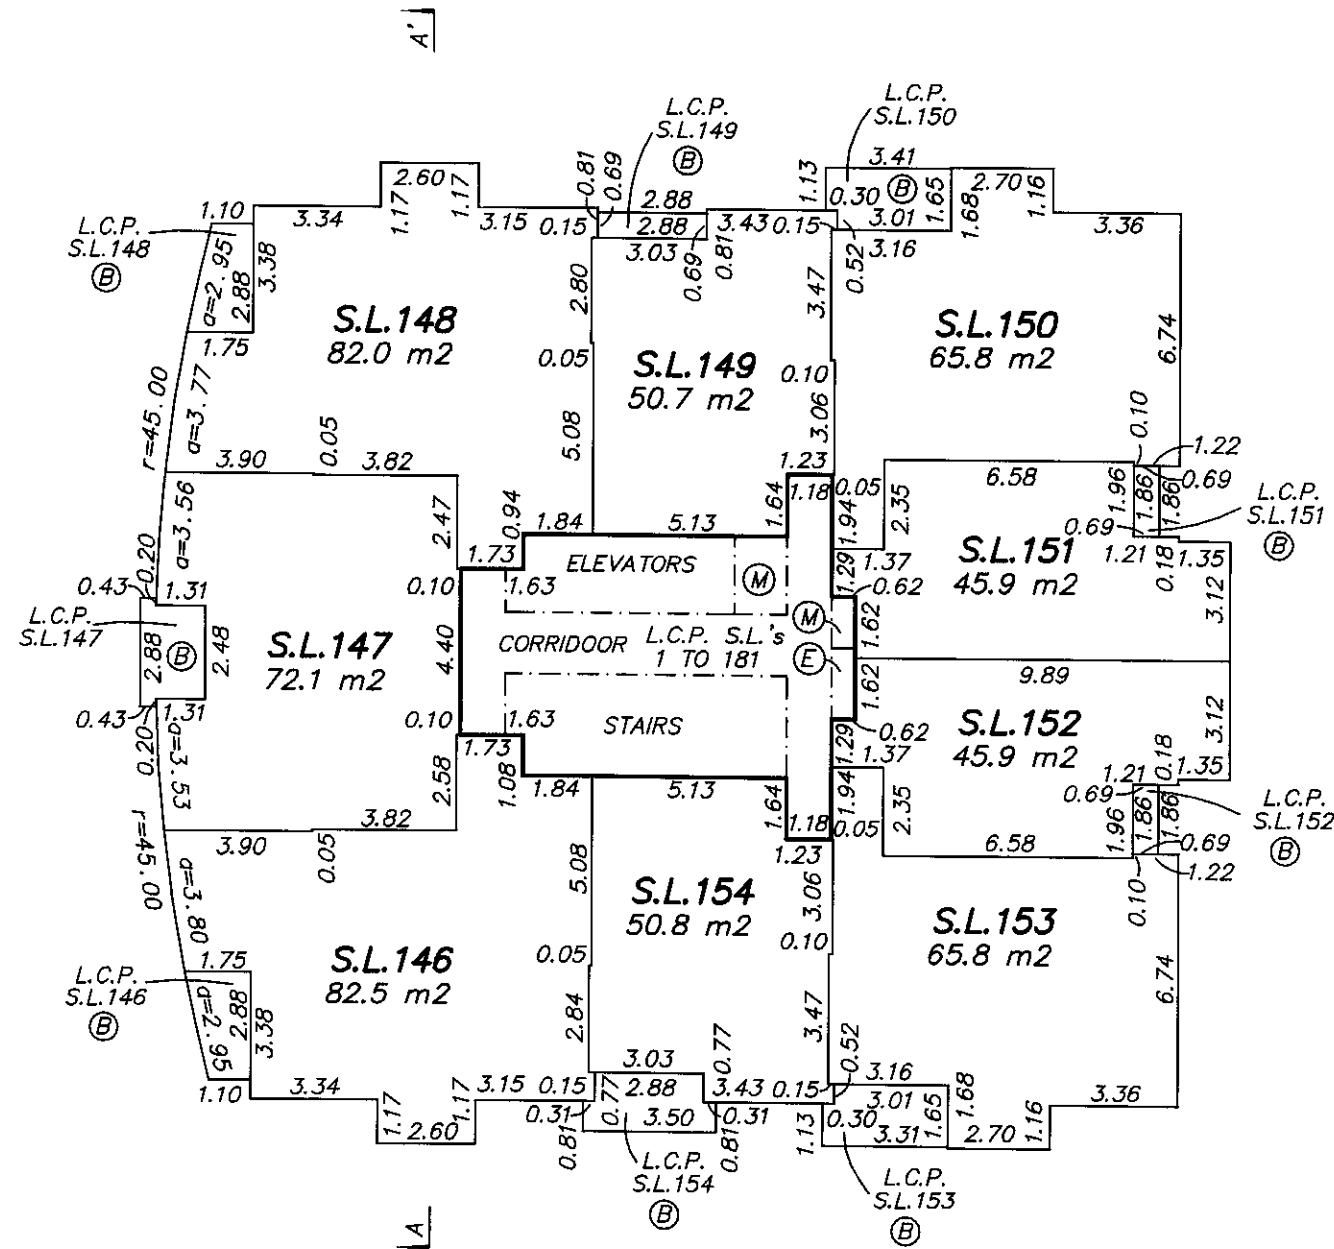 A'
L.C.P.
S.L.150
L.C.P.
S.L.149
B
3.41
B
1.13
0.30
3.01
1.65
2.70
1.16
1.68
3.16
3.36
0.81
0.69
2.88
2.88
3.03
0.15
0.69
0.81
3.43
0.15
0.52
2.60
1.17
1.17
3.15
3.34
1.10
L.C.P.
S.L.148
B
a=2.95
2.88
3.38
1.75
2.80
3.47
6.74
S.L.148
82.0 m2
S.L.149
50.7 m2
S.L.150
65.8 m2
r=45.00
a=3.77
0.05
0.05
0.10
0.10
3.90
3.82
5.08
3.06
1.23
1.18
0.05
6.58
1.96
1.86
1.86
1.22
0.69
L.C.P.
S.L.151
B
0.69
1.21
0.18
1.35
a=3.56
2.47
0.94
1.84
5.13
1.64
1.94
2.35
1.37
S.L.151
45.9 m2
3.12
0.20
0.43
1.31
0.10
1.73
1.63
ELEVATORS
M
1.29
0.62
L.C.P.
S.L.147
2.88
B
2.48
S.L.147
72.1 m2
4.40
CORRIDOOR
L.C.P. S.L.'s
1 TO 181
M
E
1.62
1.62
9.89
0.43
0.20
1.31
a=3.53
0.10
1.73
1.63
STAIRS
1.29
0.62
1.37
S.L.152
45.9 m2
3.12
1.21
0.18
1.35
0.69
2.58
1.08
1.84
5.13
1.64
1.18
1.94
0.05
2.35
1.96
1.86
1.86
L.C.P.
S.L.152
B
0.69
1.22
0.10
r=45.00
3.90
0.05
3.82
a=3.80
5.08
1.23
3.06
6.58
S.L.154
50.8 m2
S.L.153
65.8 m2
S.L.146
82.5 m2
0.05
0.10
6.74
L.C.P.
S.L.146
B
1.75
a=2.95
2.88
3.38
2.84
3.47
0.52
1.10
3.34
1.17
2.60
1.17
3.15
0.15
3.03
0.77
2.88
0.77
3.43
0.15
3.16
3.01
1.68
1.65
3.36
0.31
0.81
3.50
0.31
0.81
1.13
0.30
3.31
2.70
1.16
L.C.P.
S.L.154
B
L.C.P.
S.L.153
B
A